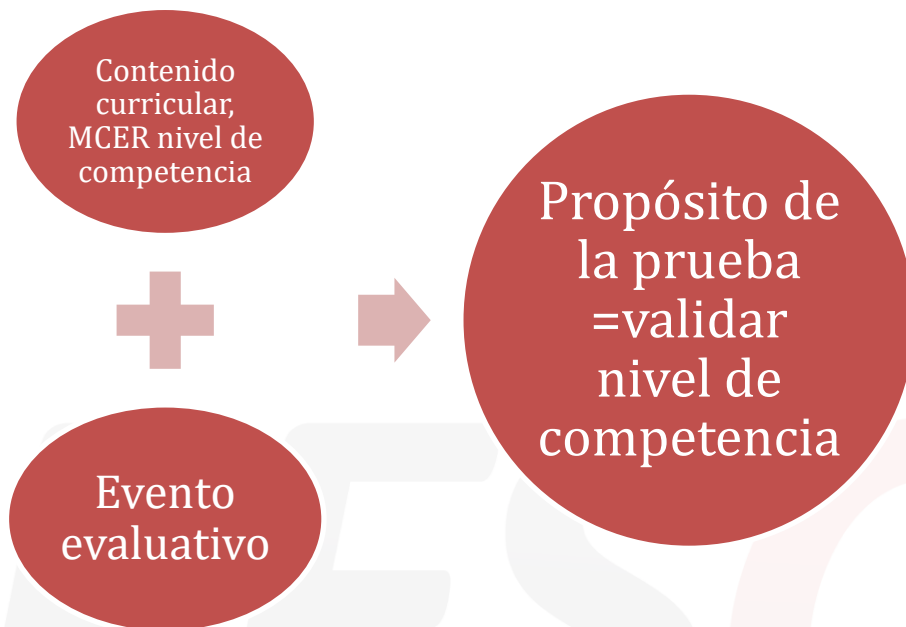 Contenido
curricular,
MCER nivel de
competencia
Evento
evaluativo
Propósito de
la prueba
=validar
nivel de
competencia